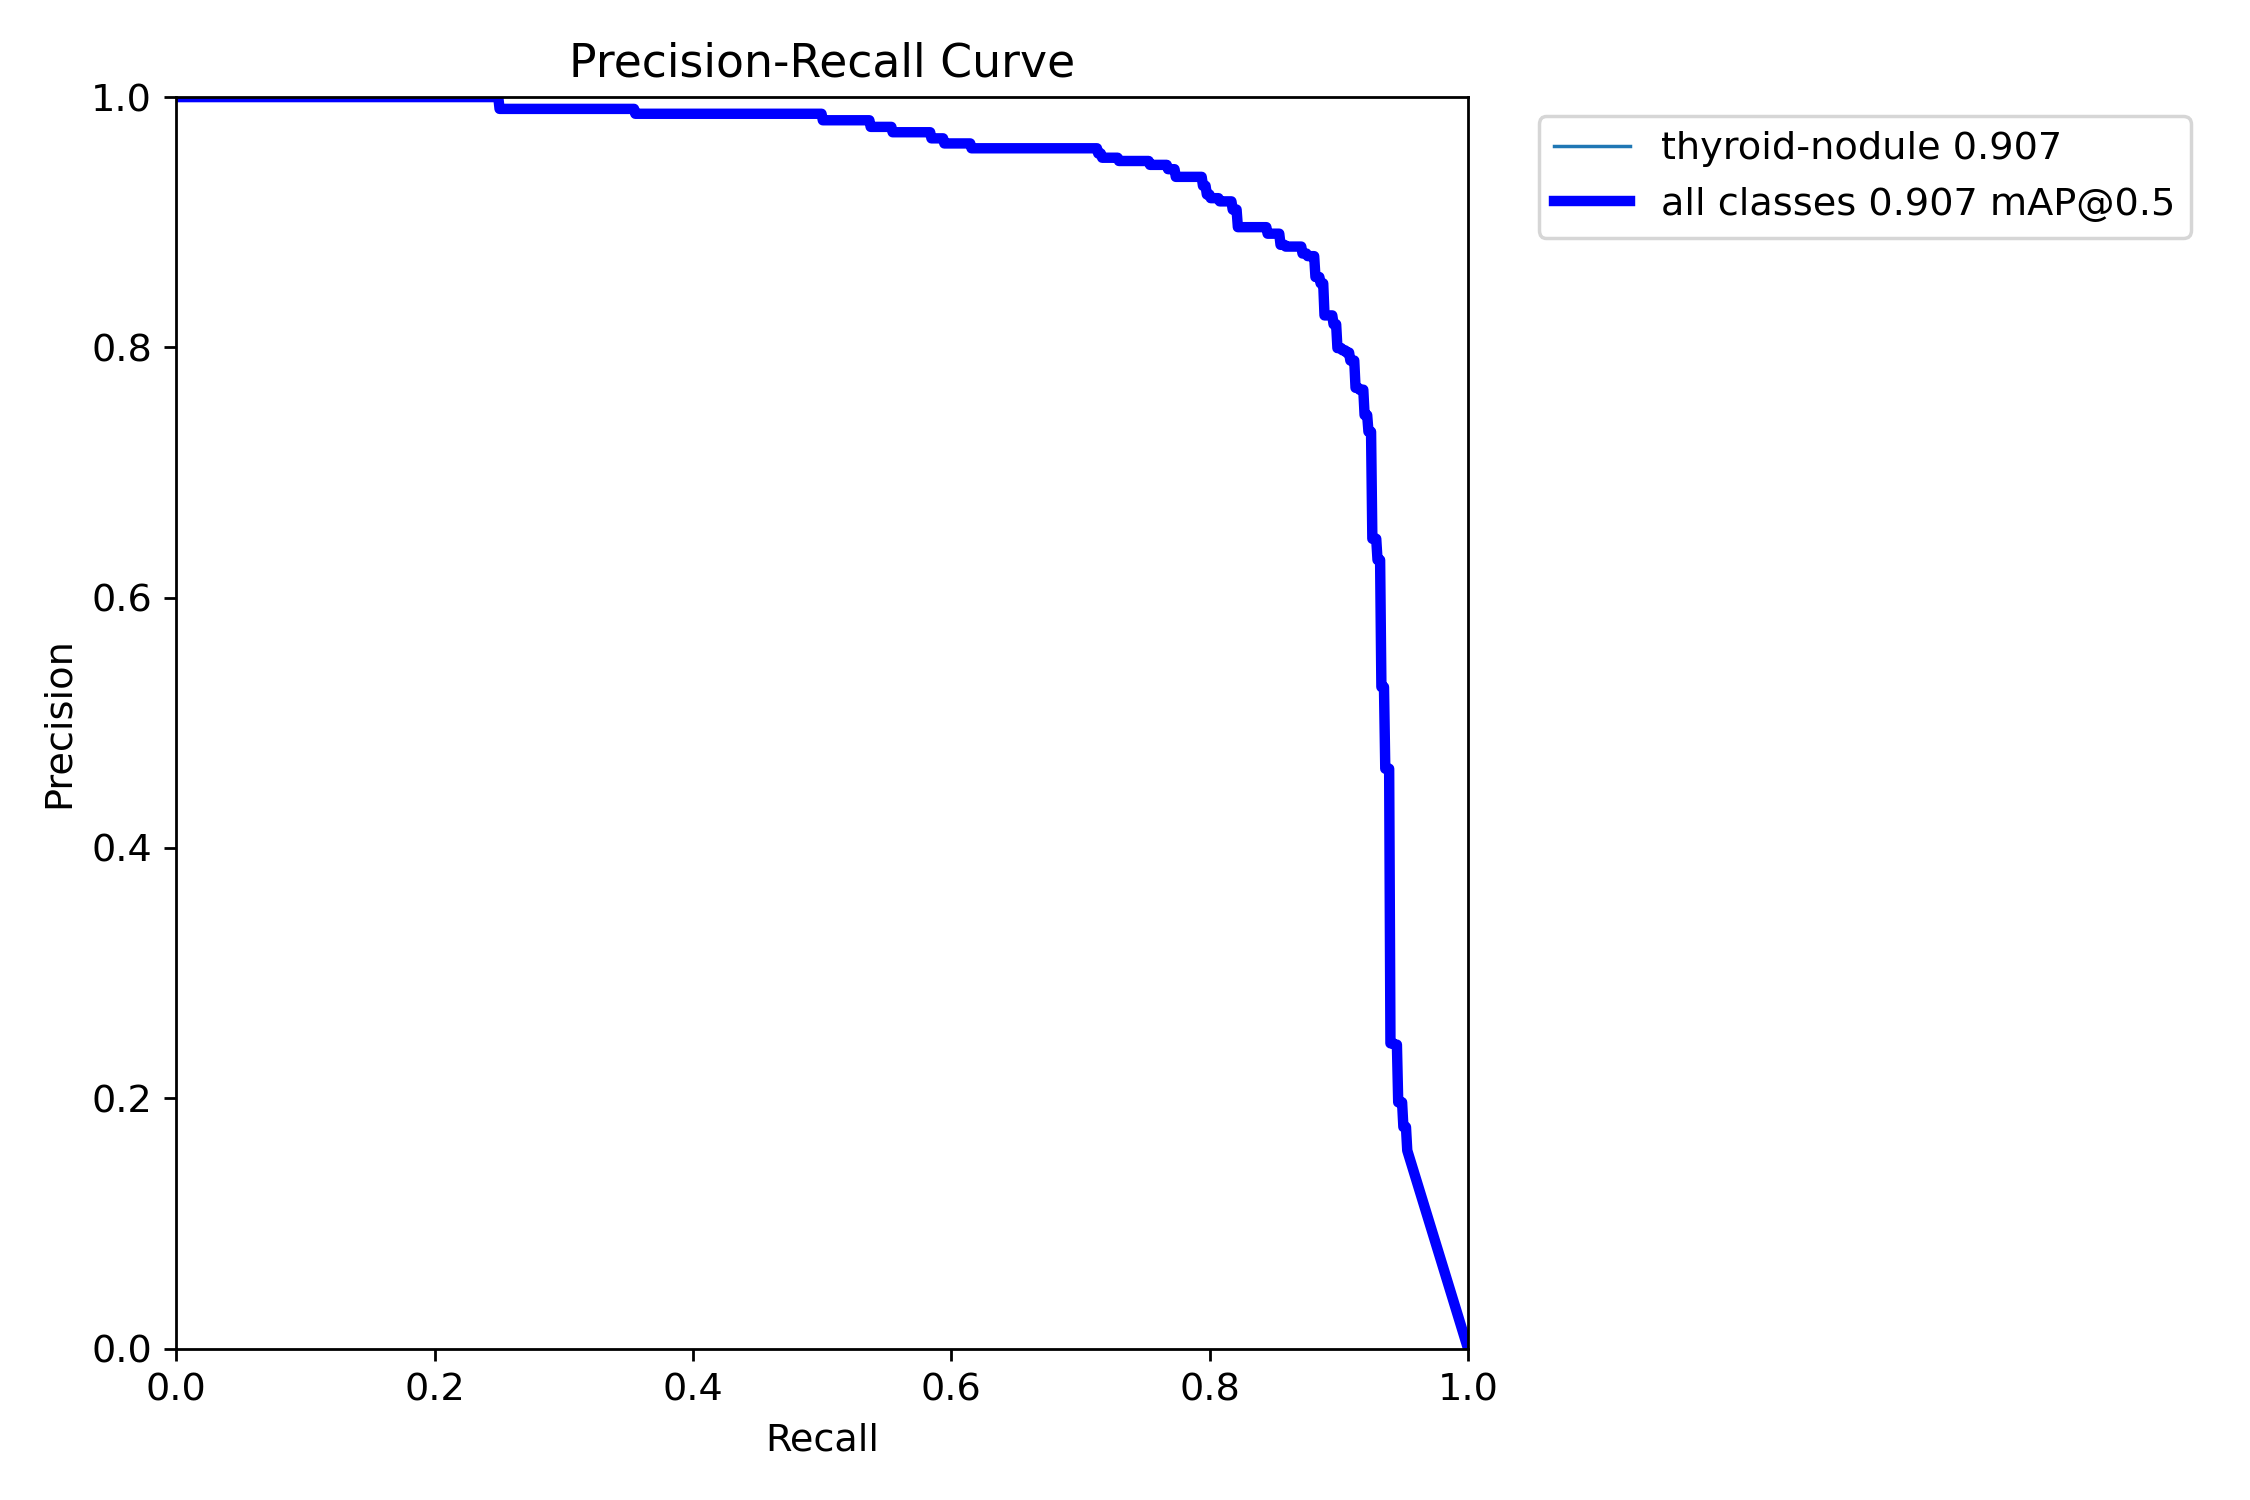 Precision-Recall Curve
1.0
0.8
0.6
0.4
0.2
0.0
Precision
0.0 0.2 0.4 0.6 0.8 1.0
Recall
thyroid-nodule 0.907
all classes 0.907 mAP@0.5